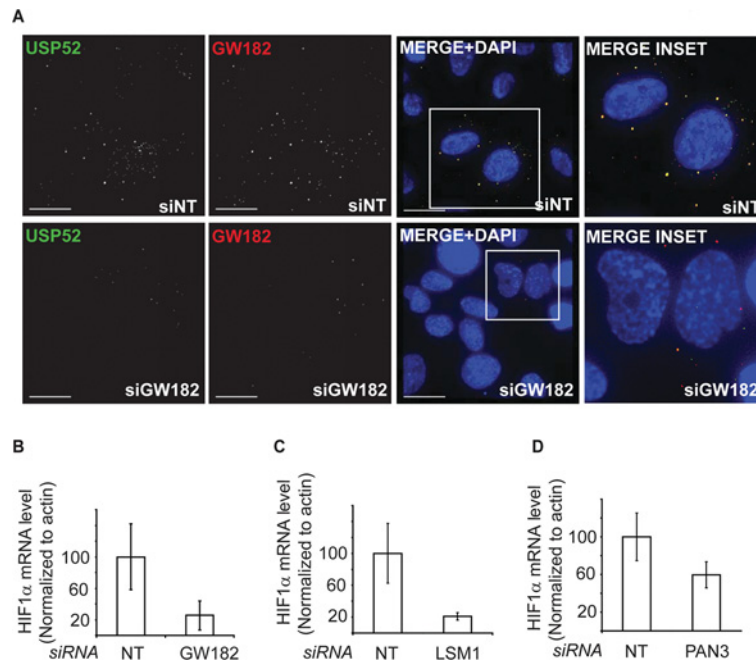 A
USP52
GW182
MERGE+DAPI
MERGE INSET
siNT
siNT
siNT
siNT
USP52
GW182
MERGE+DAPI
MERGE INSET
siGW182
siGW182
siGW182
siGW182
B
HIF1α mRNA level
(Normalized to actin)
100
60
20
siRNA NT GW182
C
HIF1α mRNA level
(Normalized to actin)
100
60
20
siRNA NT LSM1
D
HIF1α mRNA level
(Normalized to actin)
100
60
20
siRNA NT PAN3